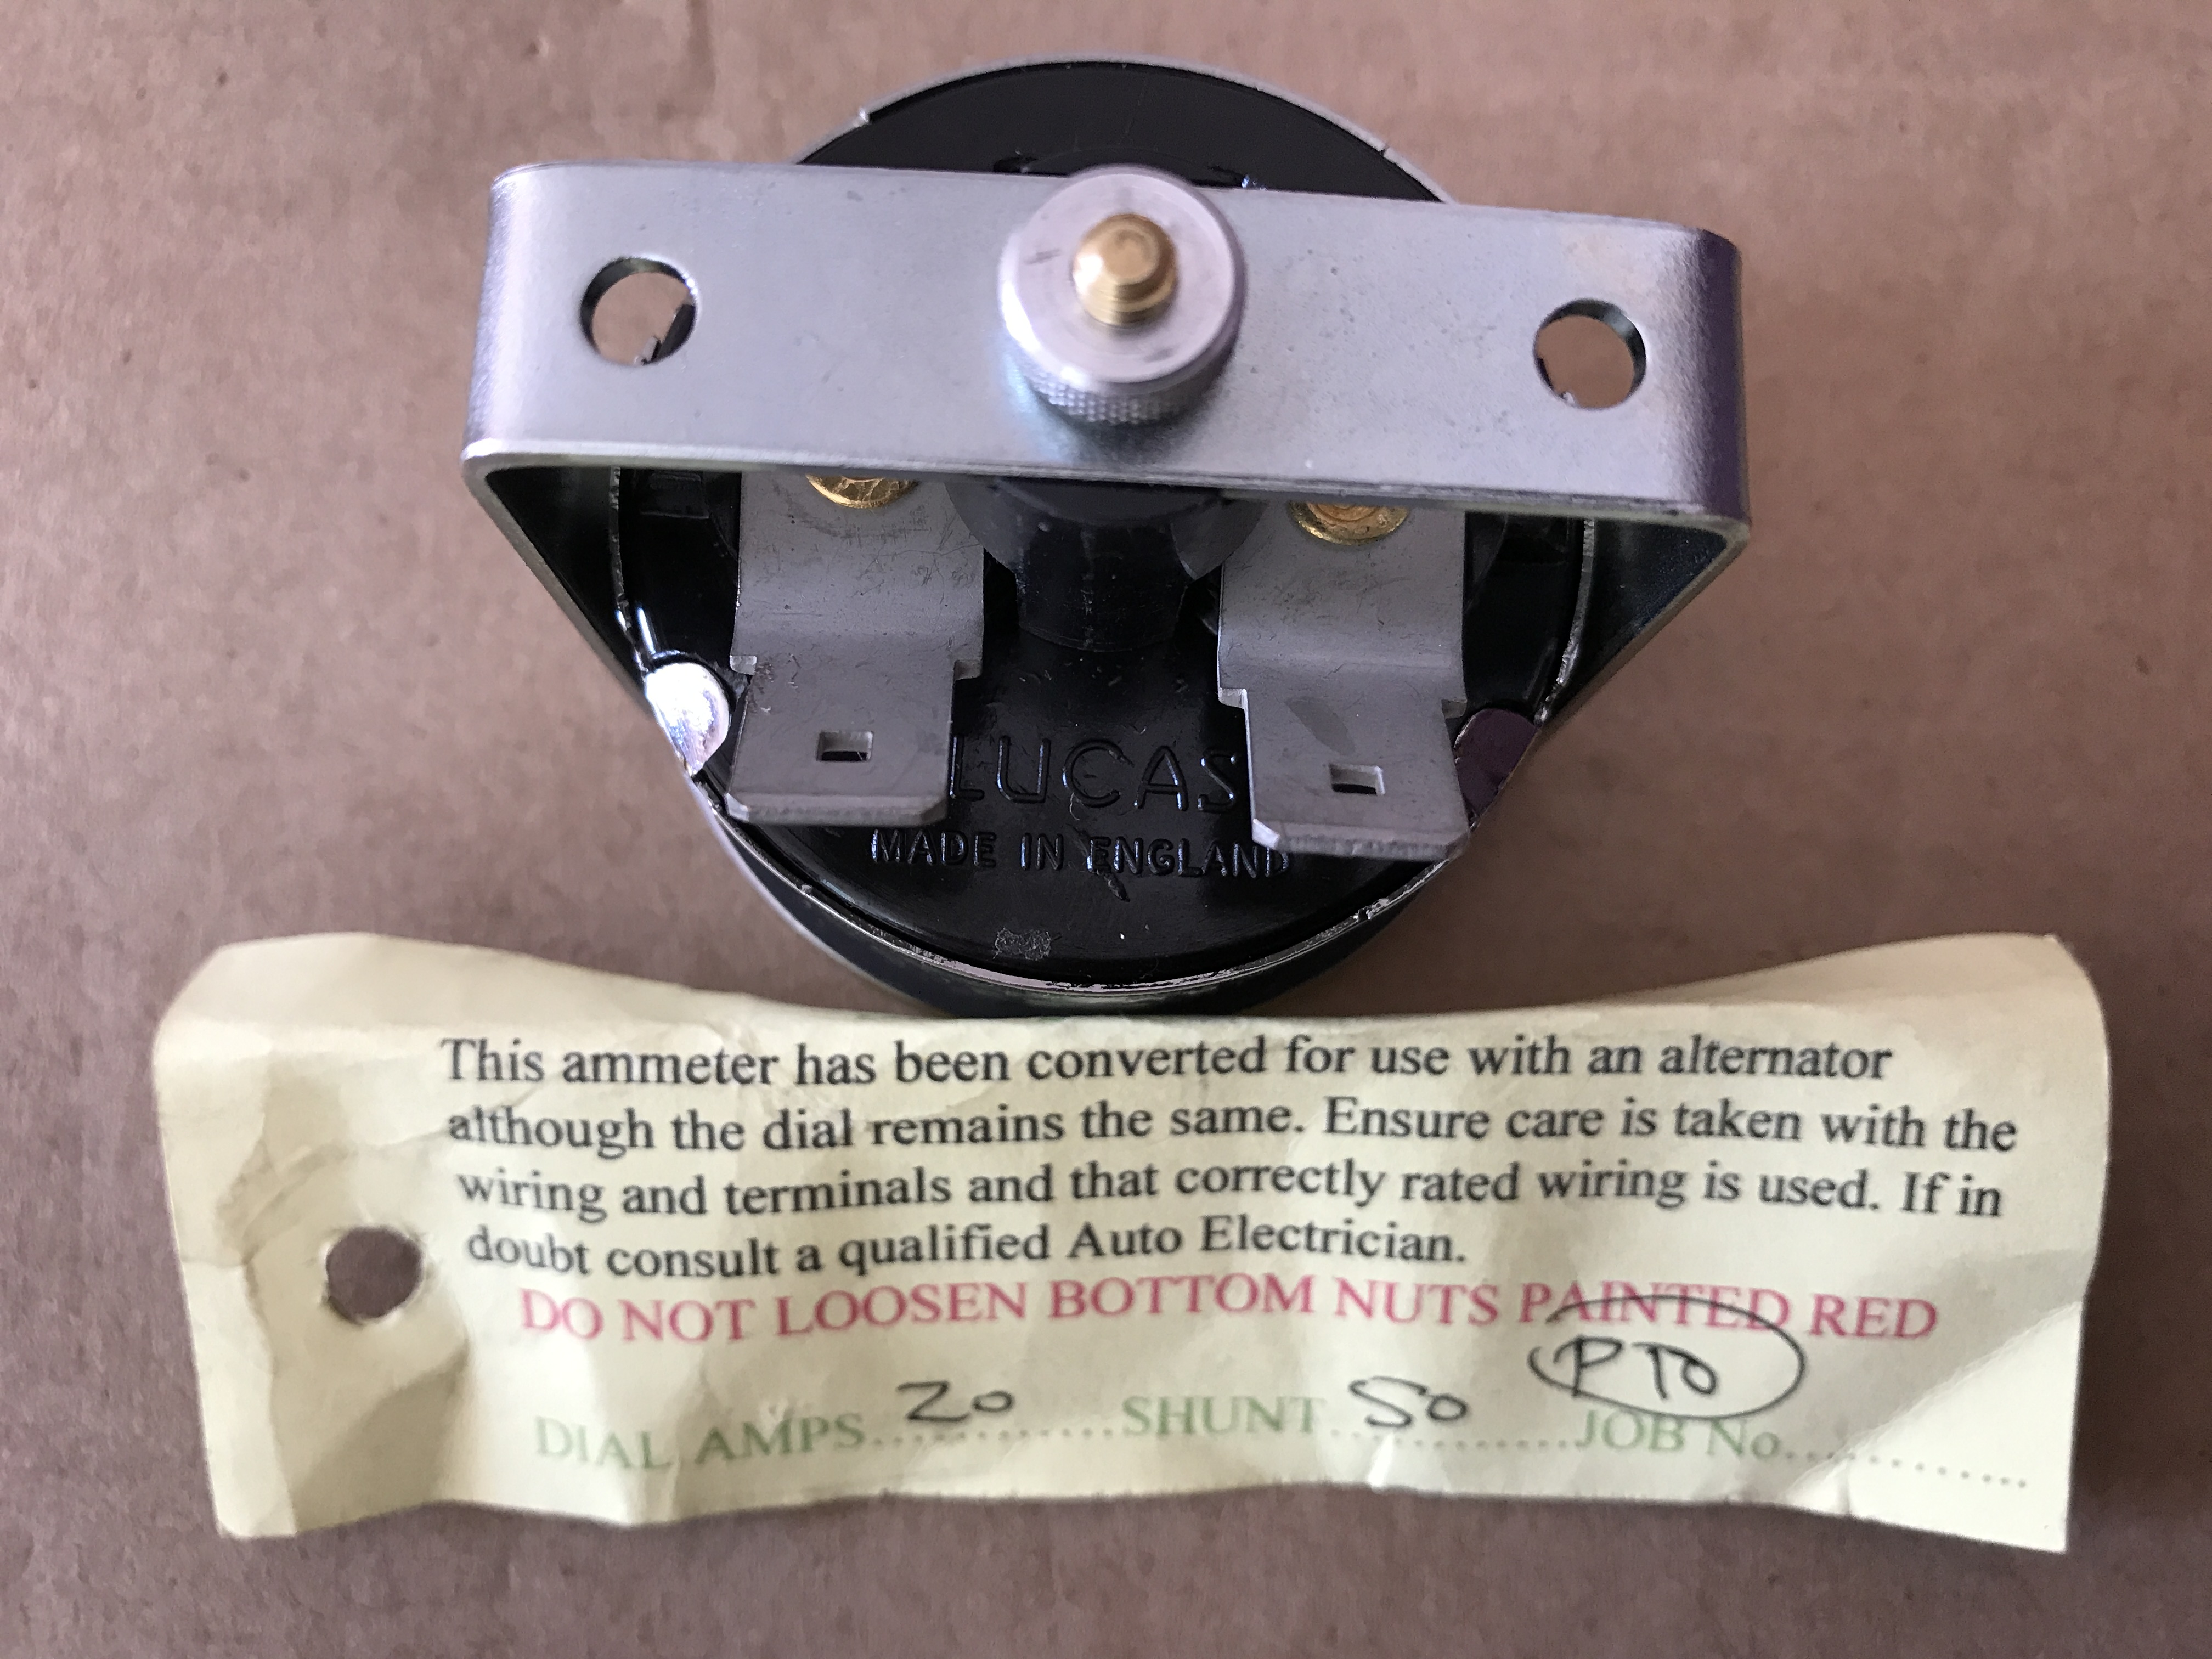 LUCAS
MADE IN ENGLAND
This ammeter has been converted for use with an alternator
although the dial remains the same. Ensure care is taken with the
wiring and terminals and that correctly rated wiring is used. If in
doubt consult a qualified Auto Electrician.
DO NOT LOOSEN BOTTOM NUTS PAINTED RED
PTO
DIAL AMPS....20........SHUNT.50........JOB No..............